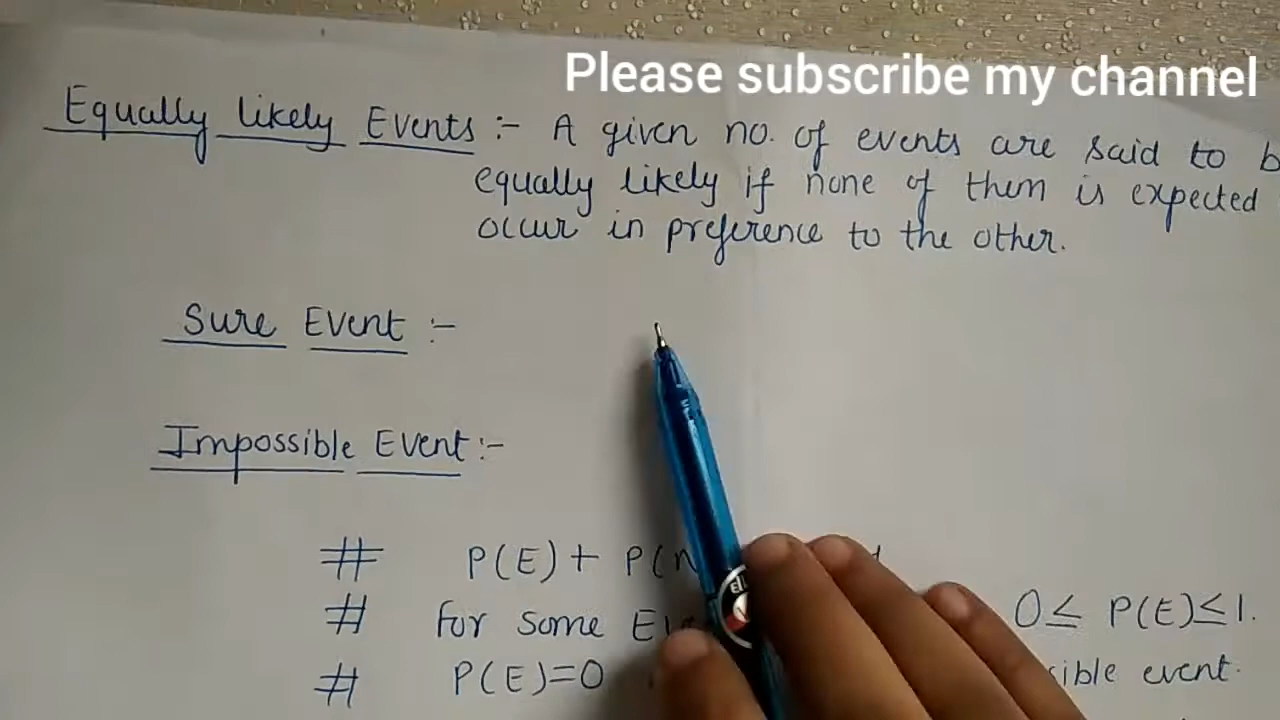 Please subscribe my channel
Equally likely Events :- A given no. of events are said to b
equally likely if none of them is expected
occur in preference to the other.
Sure Event :-
Impossible Event :-
# P(E) + P(n
# for some Eve 0 ≤ P(E) ≤ 1.
# P(E)=0 sible event.